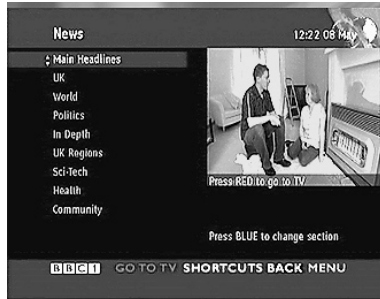 News 12:22 08 May
Main Headlines
UK
World
Politics
In Depth
UK Regions
Sci-Tech
Health
Community
Press RED to go to TV
Press BLUE to change section
BBC1 GO TO TV SHORTCUTS BACK MENU